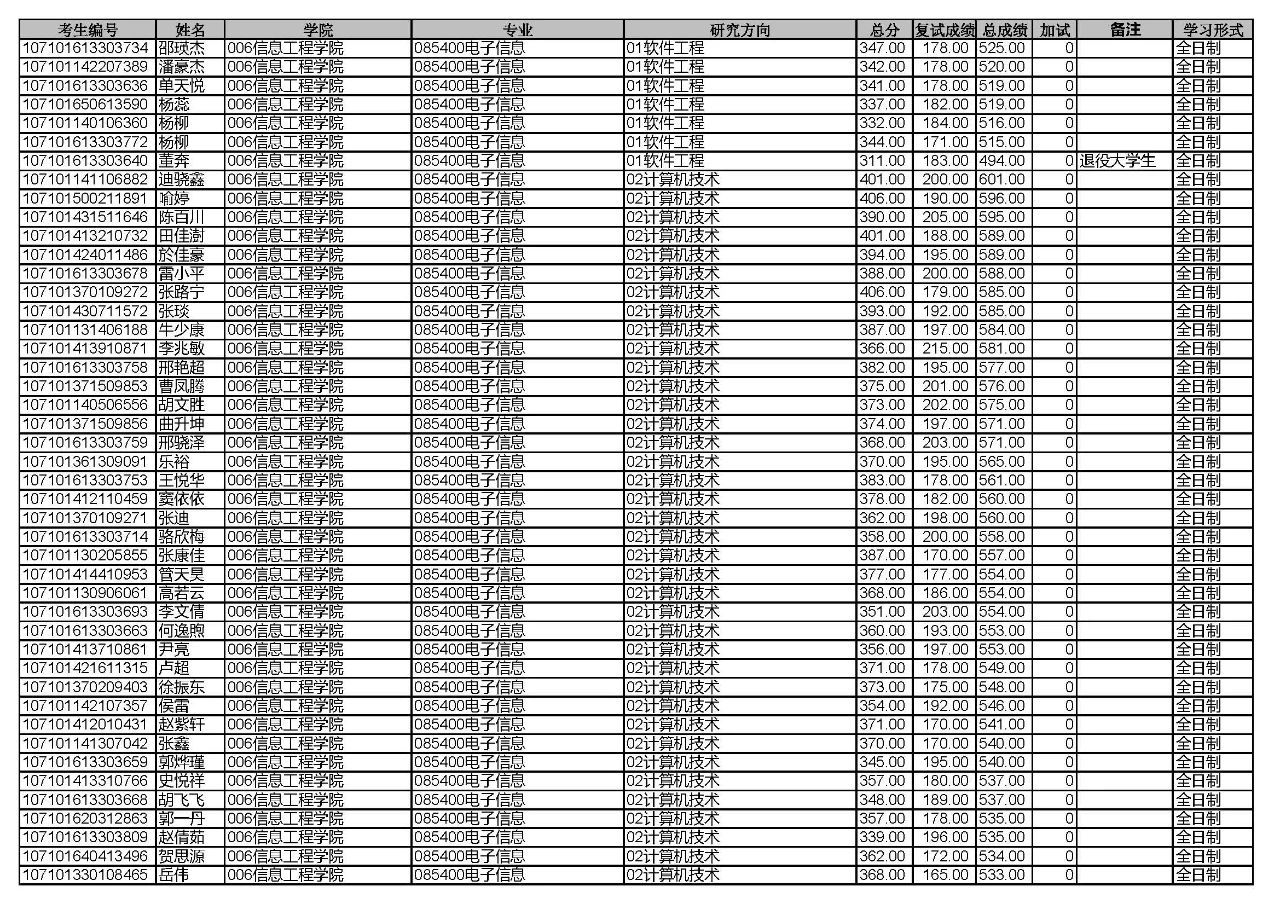 考生编号 姓名 学院 专业 研究方向 总分 复试成绩 总成绩 加试 备注 学习形式
107101613303734 邵瑛杰 006信息工程学院 085400电子信息 01软件工程 347.00 178.00 525.00 0 全日制
107101142207389 潘豪杰 006信息工程学院 085400电子信息 01软件工程 342.00 178.00 520.00 0 全日制
107101613303636 单天悦 006信息工程学院 085400电子信息 01软件工程 341.00 178.00 519.00 0 全日制
107101650613590 杨蕊 006信息工程学院 085400电子信息 01软件工程 337.00 182.00 519.00 0 全日制
107101140106360 杨柳 006信息工程学院 085400电子信息 01软件工程 332.00 184.00 516.00 0 全日制
107101613303772 杨柳 006信息工程学院 085400电子信息 01软件工程 344.00 171.00 515.00 0 全日制
107101613303640 董奔 006信息工程学院 085400电子信息 01软件工程 311.00 183.00 494.00 0 退役大学生 全日制
107101141106882 迪骁鑫 006信息工程学院 085400电子信息 02计算机技术 401.00 200.00 601.00 0 全日制
107101500211891 喻婷 006信息工程学院 085400电子信息 02计算机技术 406.00 190.00 596.00 0 全日制
107101431511646 陈百川 006信息工程学院 085400电子信息 02计算机技术 390.00 205.00 595.00 0 全日制
107101413210732 田佳澍 006信息工程学院 085400电子信息 02计算机技术 401.00 188.00 589.00 0 全日制
107101424011486 於佳豪 006信息工程学院 085400电子信息 02计算机技术 394.00 195.00 589.00 0 全日制
107101613303678 雷小平 006信息工程学院 085400电子信息 02计算机技术 388.00 200.00 588.00 0 全日制
107101370109272 张路宁 006信息工程学院 085400电子信息 02计算机技术 406.00 179.00 585.00 0 全日制
107101430711572 张琰 006信息工程学院 085400电子信息 02计算机技术 393.00 192.00 585.00 0 全日制
107101131406188 牛少康 006信息工程学院 085400电子信息 02计算机技术 387.00 197.00 584.00 0 全日制
107101413910871 李兆敏 006信息工程学院 085400电子信息 02计算机技术 366.00 215.00 581.00 0 全日制
107101613303758 邢艳超 006信息工程学院 085400电子信息 02计算机技术 382.00 195.00 577.00 0 全日制
107101371509853 曹凤腾 006信息工程学院 085400电子信息 02计算机技术 375.00 201.00 576.00 0 全日制
107101140506556 胡文胜 006信息工程学院 085400电子信息 02计算机技术 373.00 202.00 575.00 0 全日制
107101371509856 曲升坤 006信息工程学院 085400电子信息 02计算机技术 374.00 197.00 571.00 0 全日制
107101613303759 邢骁泽 006信息工程学院 085400电子信息 02计算机技术 368.00 203.00 571.00 0 全日制
107101361309091 乐裕 006信息工程学院 085400电子信息 02计算机技术 370.00 195.00 565.00 0 全日制
107101613303753 王悦华 006信息工程学院 085400电子信息 02计算机技术 383.00 178.00 561.00 0 全日制
107101412110459 窦依依 006信息工程学院 085400电子信息 02计算机技术 378.00 182.00 560.00 0 全日制
107101370109271 张迪 006信息工程学院 085400电子信息 02计算机技术 362.00 198.00 560.00 0 全日制
107101613303714 骆欣梅 006信息工程学院 085400电子信息 02计算机技术 358.00 200.00 558.00 0 全日制
107101130205855 张康佳 006信息工程学院 085400电子信息 02计算机技术 387.00 170.00 557.00 0 全日制
107101414410953 管天昊 006信息工程学院 085400电子信息 02计算机技术 377.00 177.00 554.00 0 全日制
107101130906061 高若云 006信息工程学院 085400电子信息 02计算机技术 368.00 186.00 554.00 0 全日制
107101613303693 李文倩 006信息工程学院 085400电子信息 02计算机技术 351.00 203.00 554.00 0 全日制
107101613303663 何逸煦 006信息工程学院 085400电子信息 02计算机技术 360.00 193.00 553.00 0 全日制
107101413710861 尹亮 006信息工程学院 085400电子信息 02计算机技术 356.00 197.00 553.00 0 全日制
107101421611315 卢超 006信息工程学院 085400电子信息 02计算机技术 371.00 178.00 549.00 0 全日制
107101370209403 徐振东 006信息工程学院 085400电子信息 02计算机技术 373.00 175.00 548.00 0 全日制
107101142107357 侯雷 006信息工程学院 085400电子信息 02计算机技术 354.00 192.00 546.00 0 全日制
107101412010431 赵紫轩 006信息工程学院 085400电子信息 02计算机技术 371.00 170.00 541.00 0 全日制
107101141307042 张鑫 006信息工程学院 085400电子信息 02计算机技术 370.00 170.00 540.00 0 全日制
107101613303659 郭烨瑾 006信息工程学院 085400电子信息 02计算机技术 345.00 195.00 540.00 0 全日制
107101413310766 史悦祥 006信息工程学院 085400电子信息 02计算机技术 357.00 180.00 537.00 0 全日制
107101613303668 胡飞飞 006信息工程学院 085400电子信息 02计算机技术 348.00 189.00 537.00 0 全日制
107101620312863 郭一丹 006信息工程学院 085400电子信息 02计算机技术 357.00 178.00 535.00 0 全日制
107101613303809 赵倩茹 006信息工程学院 085400电子信息 02计算机技术 339.00 196.00 535.00 0 全日制
107101640413496 贺思源 006信息工程学院 085400电子信息 02计算机技术 362.00 172.00 534.00 0 全日制
107101330108465 岳伟 006信息工程学院 085400电子信息 02计算机技术 368.00 165.00 533.00 0 全日制